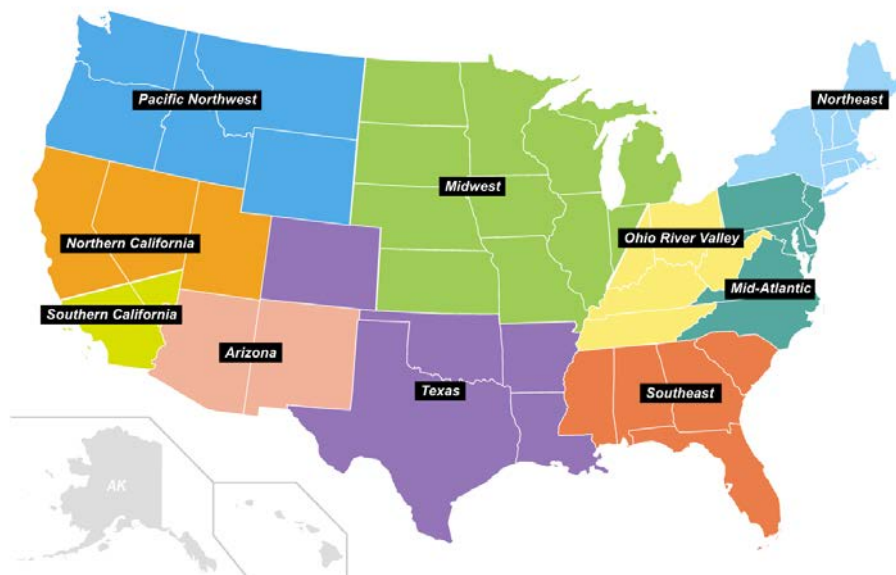 Pacific Northwest
Northeast
Midwest
Northern California
Ohio River Valley
Mid-Atlantic
Southern California
Arizona
Texas
Southeast
AK